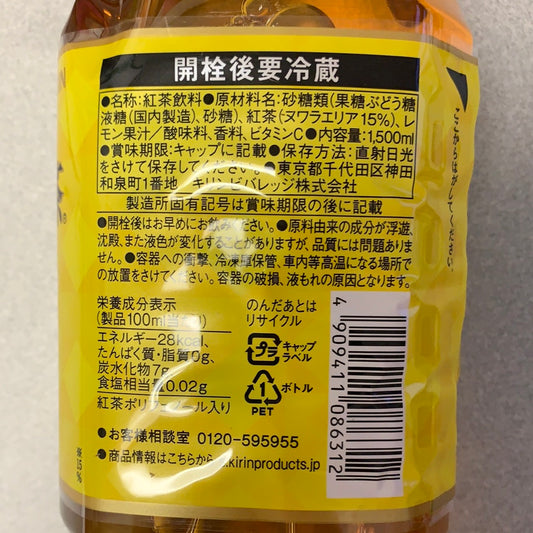 開栓後要冷蔵
●名称:紅茶飲料●原材料名:砂糖類(果糖ぶどう糖
液糖(国内製造)、砂糖)、紅茶(ヌワラエリア15%)、レ
モン果汁/酸味料、香料、ビタミンC●内容量:1,500ml
●賞味期限:キャップに記載●保存方法:直射日光
をさけて保存してください。●東京都千代田区神田
和泉町1番地 キリンビバレッジ株式会社
製造所固有記号は賞味期限の後に記載
●開栓後はお早めにお飲みください。●原料由来の成分が浮遊、
沈殿、また液色が変化することがありますが、品質には問題ありま
せん。●容器への衝撃、冷凍庫保管、車内等高温になる場所で
の放置をさけてください。容器の破損、液もれの原因となります。
栄養成分表示
(製品100ml当
エネルギー28kcal、
たんぱく質・脂質0g、
炭水化物7g、
食塩相当 0.02g
紅茶ポリフェノール入り
のんだあとは
リサイクル
プラ
キャップ
ラベル
1
PET
ボトル
●お客様相談室 0120-595955
●商品情報はこちらから .kirinproducts.jp
4 909411 086312
※15%